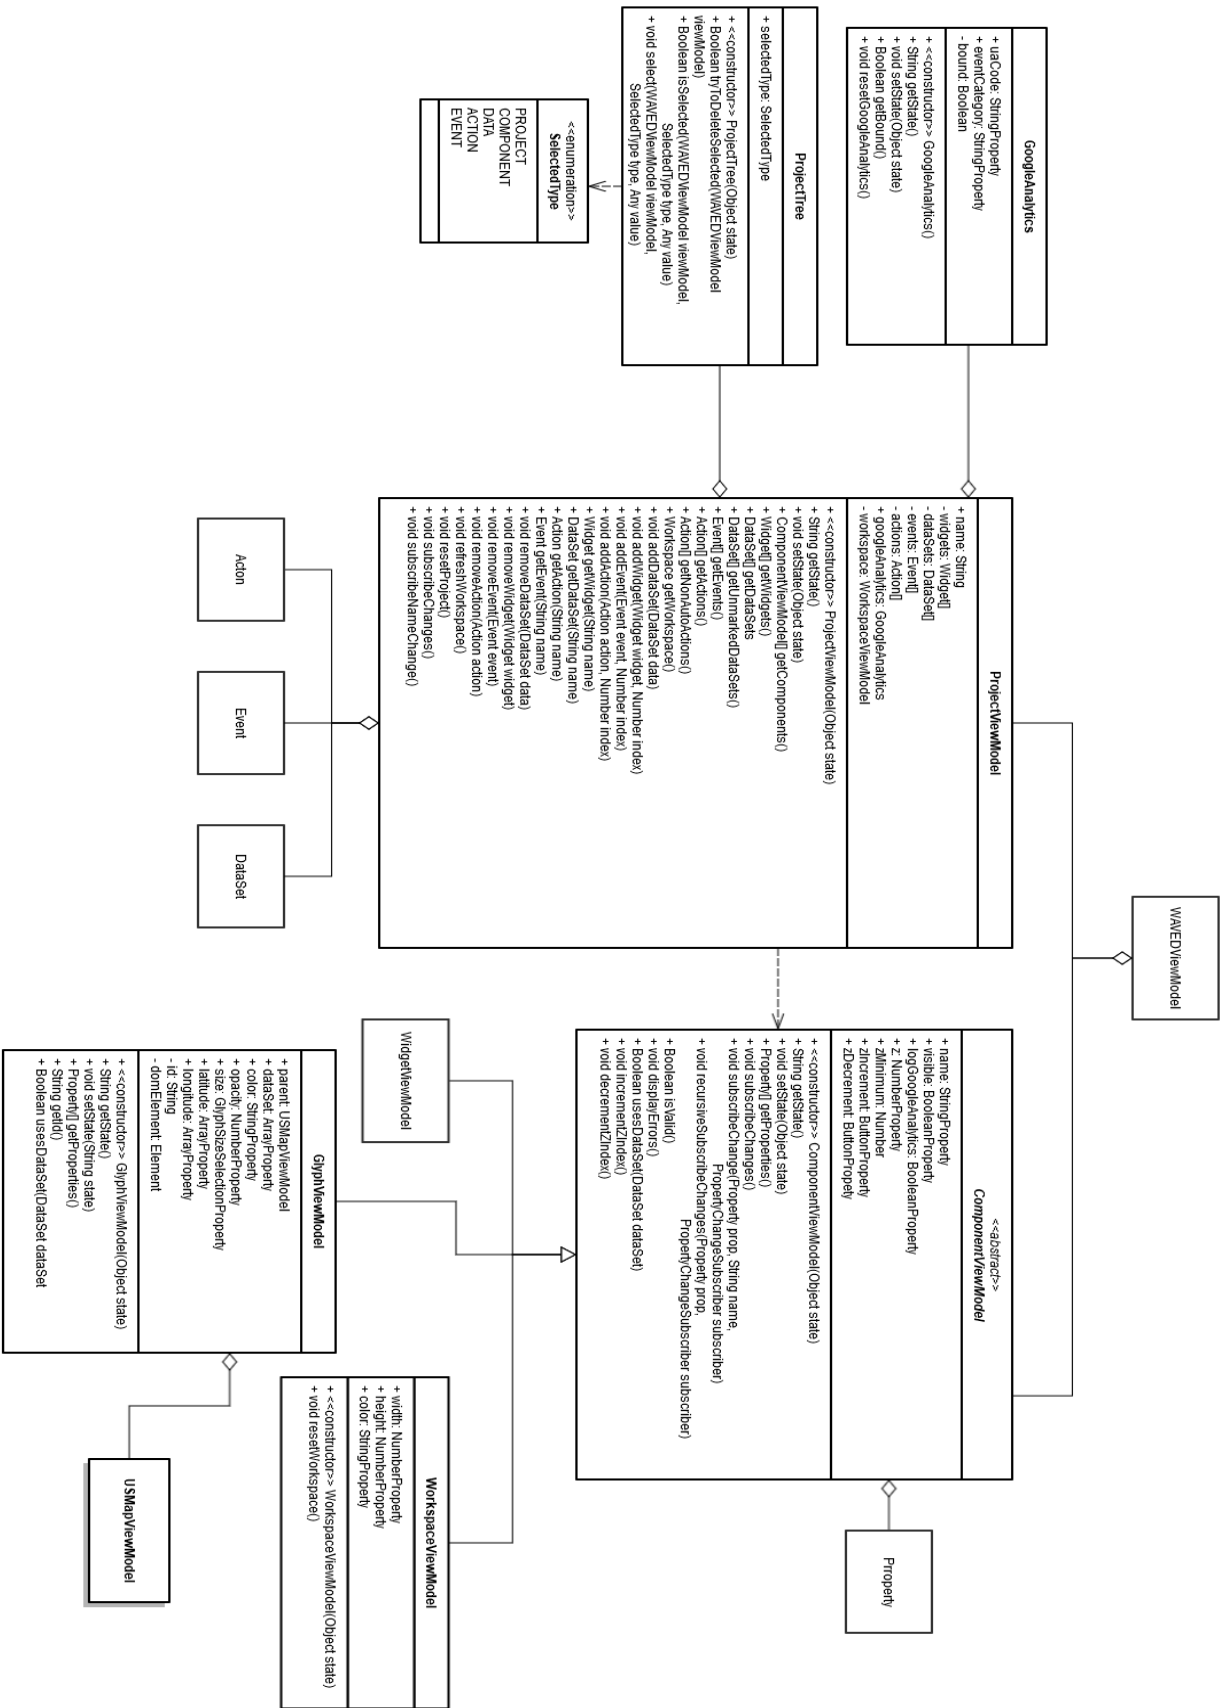 WAVEDViewModel
GoogleAnalytics
+ uaCode: StringProperty
+ eventCategory: StringProperty
- bound: Boolean
+ <<constructor>> GoogleAnalytics()
+ String getState()
+ void setState(Object state)
+ Boolean getBound()
+ void resetGoogleAnalytics()
ProjectTree
+ selectedType: SelectedType
+ <<constructor>> ProjectTree(Object state)
+ Boolean tryToDeleteSelected(WAVEDViewModel
viewModel)
+ Boolean isSelected(WAVEDViewModel viewModel,
SelectedType type, Any value)
+ void select(WAVEDViewModel viewModel,
SelectedType type, Any value)
<<enumeration>>
SelectedType
PROJECT
COMPONENT
DATA
ACTION
EVENT
ProjectViewModel
+ name: String
- widgets: Widget[]
- dataSets: DataSet[]
- events: Event[]
- actions: Action[]
+ googleAnalytics: GoogleAnalytics
- workspace: WorkspaceViewModel
+ <<constructor>> ProjectViewModel(Object state)
+ String getState()
+ void setState(Object state)
+ ComponentViewModel[] getComponents()
+ Widget[] getWidgets()
+ DataSet[] getDataSets
+ DataSet[] getUnmarkedDataSets()
+ Event[] getEvents()
+ Action[] getActions()
+ Action[] getNonAutoActions()
+ Workspace getWorkspace()
+ void addDataSet(DataSet data)
+ void addWidget(Widget widget, Number index)
+ void addEvent(Event event, Number index)
+ void addAction(Action action, Number index)
+ Widget getWidget(String name)
+ DataSet getDataSet(String name)
+ Action getAction(String name)
+ Event getEvent(String name)
+ void removeDataSet(DataSet data)
+ void removeWidget(Widget widget)
+ void removeEvent(Event event)
+ void removeAction(Action action)
+ void refreshWorkspace()
+ void resetProject()
+ void subscribeChanges()
+ void subscribeNameChange()
Acton
Event
DataSet
<<abstract>>
ComponentViewModel
+ name: StringProperty
+ visible: BooleanProperty
+ logGoogleAnalytics: BooleanProperty
+ z: NumberProperty
+ zMinimum: Number
+ zIncrement: ButtonProperty
+ zDecrement: ButtonPropety
+ <<constructor>> ComponentViewModel(Object state)
+ String getState()
+ void setState(Object state)
+ Property[] getProperties()
+ void subscribeChanges()
+ void subscribeChange(Property prop, String name,
PropertyChangeSubscriber subscriber)
+ void recursiveSubscribeChanges(Property prop,
PropertyChangeSubscriber subscriber)
+ Boolean isValid()
+ void displayErrors()
+ Boolean usesDataSet(DataSet dataSet)
+ void incrementZIndex()
+ void decrementZIndex()
Prroperty
WidgetViewModel
GlyphViewModel
+ parent: USMapViewModel
+ dataSet: ArrayProperty
+ color: StringProperty
+ opacity: NumberProperty
+ size: GlyphSizeSelectionProperty
+ latitude: ArrayProperty
+ longitude: ArrayProperty
- id: String
- domElement: Element
+ <<constructor>> GlyphViewModel(Object state)
+ String getState()
+ void setState(String state)
+ Property[] getProperties()
+ String getId()
+ Boolean usesDataSet(DataSet dataSet
WorkspaceViewModel
+ width: NumberProperty
+ height: NumberProperty
+ color: StringProperty
+ <<constructor>> WorkspaceViewModel(Object state)
+ void resetWorkspace()
USMapViewModel